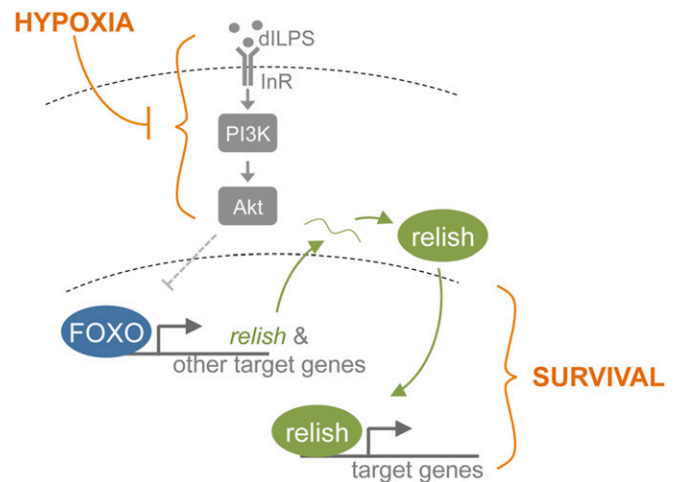 HYPOXIA
dILPS
InR
PI3K
Akt
relish
FOXO
relish &
other target genes
SURVIVAL
relish
target genes